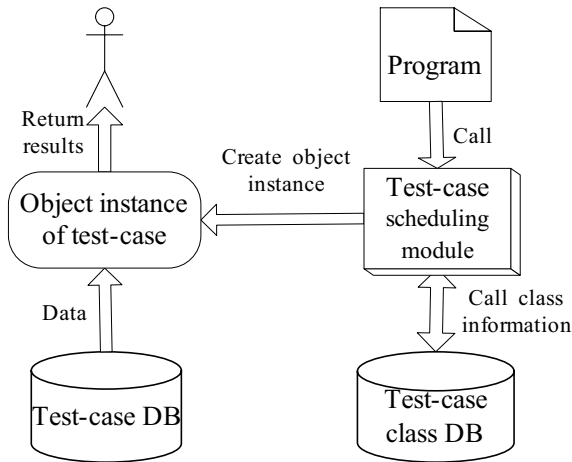 Program
Return
results
Call
Create object
instance
Object instance
of test-case
Test-case
scheduling
module
Data
Call class
information
Test-case DB
Test-case
class DB